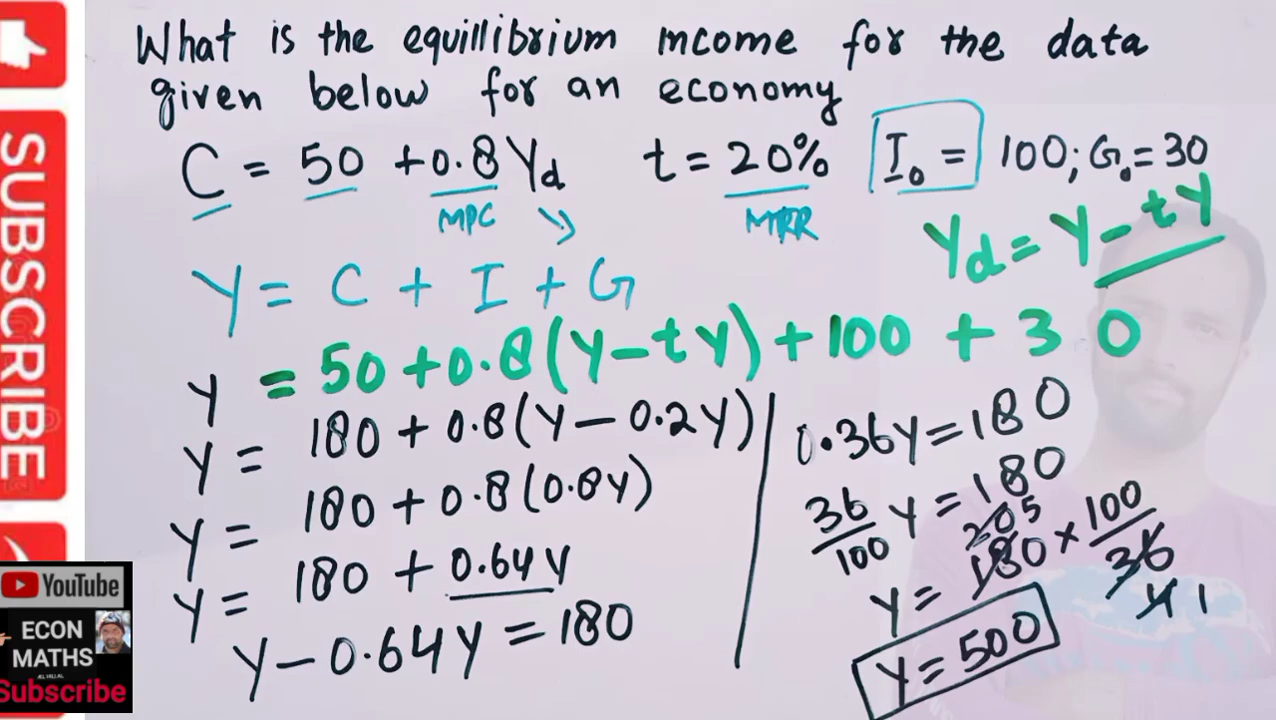 What is the equillibrium income for the data
given below for an economy
C = 50 + 0.8 Yd t = 20% I₀ = 100; G₀ = 30
MPC MTRR
Yd = Y - tY
Y = C + I + G
Y = 50 + 0.8(Y - tY) + 100 + 30
Y = 180 + 0.8(Y - 0.2Y)
Y = 180 + 0.8(0.8Y)
Y = 180 + 0.64Y
Y - 0.64Y = 180
0.36Y = 180
36/100 Y = 180
Y = 180 × 100/36
Y = 500
SUBSCRIBE
YouTube
ECON
MATHS
Subscribe